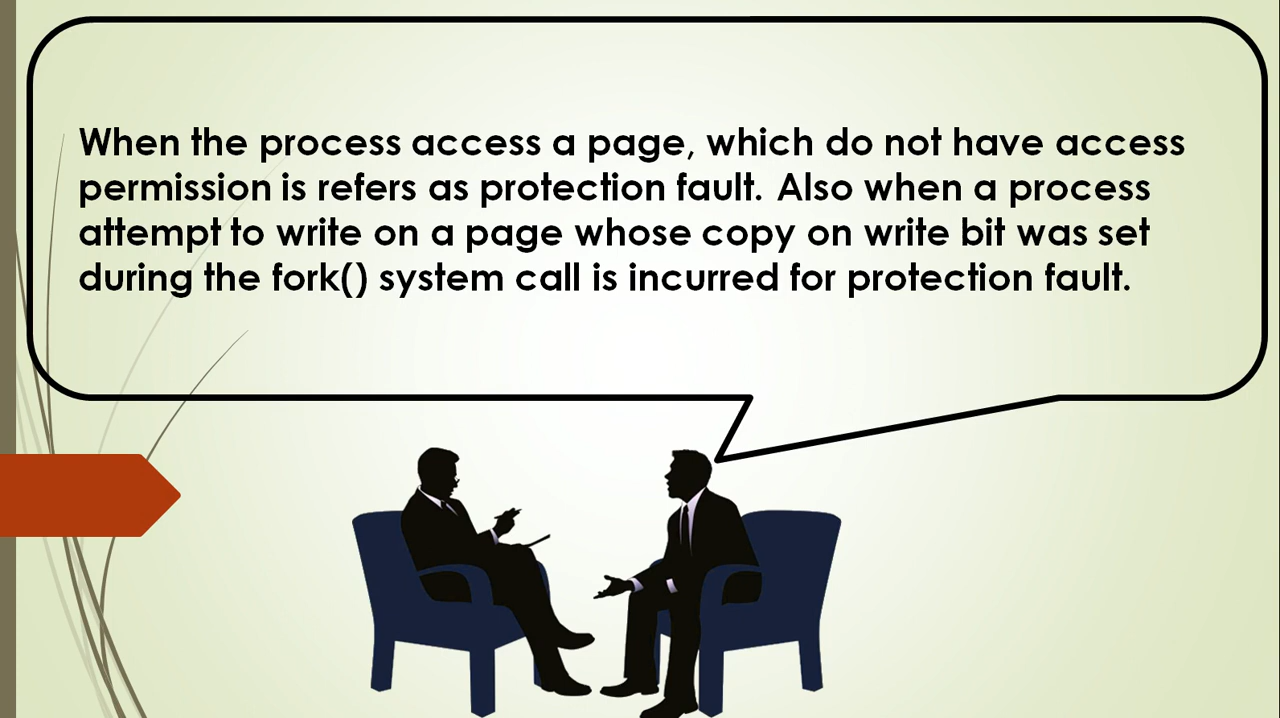 When the process access a page, which do not have access
permission is refers as protection fault. Also when a process
attempt to write on a page whose copy on write bit was set
during the fork() system call is incurred for protection fault.